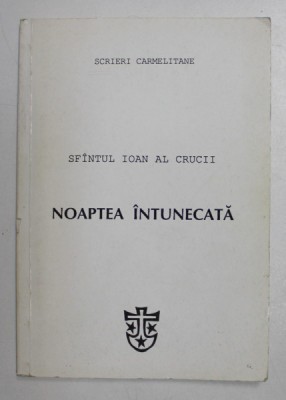 SCRIERI CARMELITANE
SFÎNTUL IOAN AL CRUCII
NOAPTEA ÎNTUNECATĂ